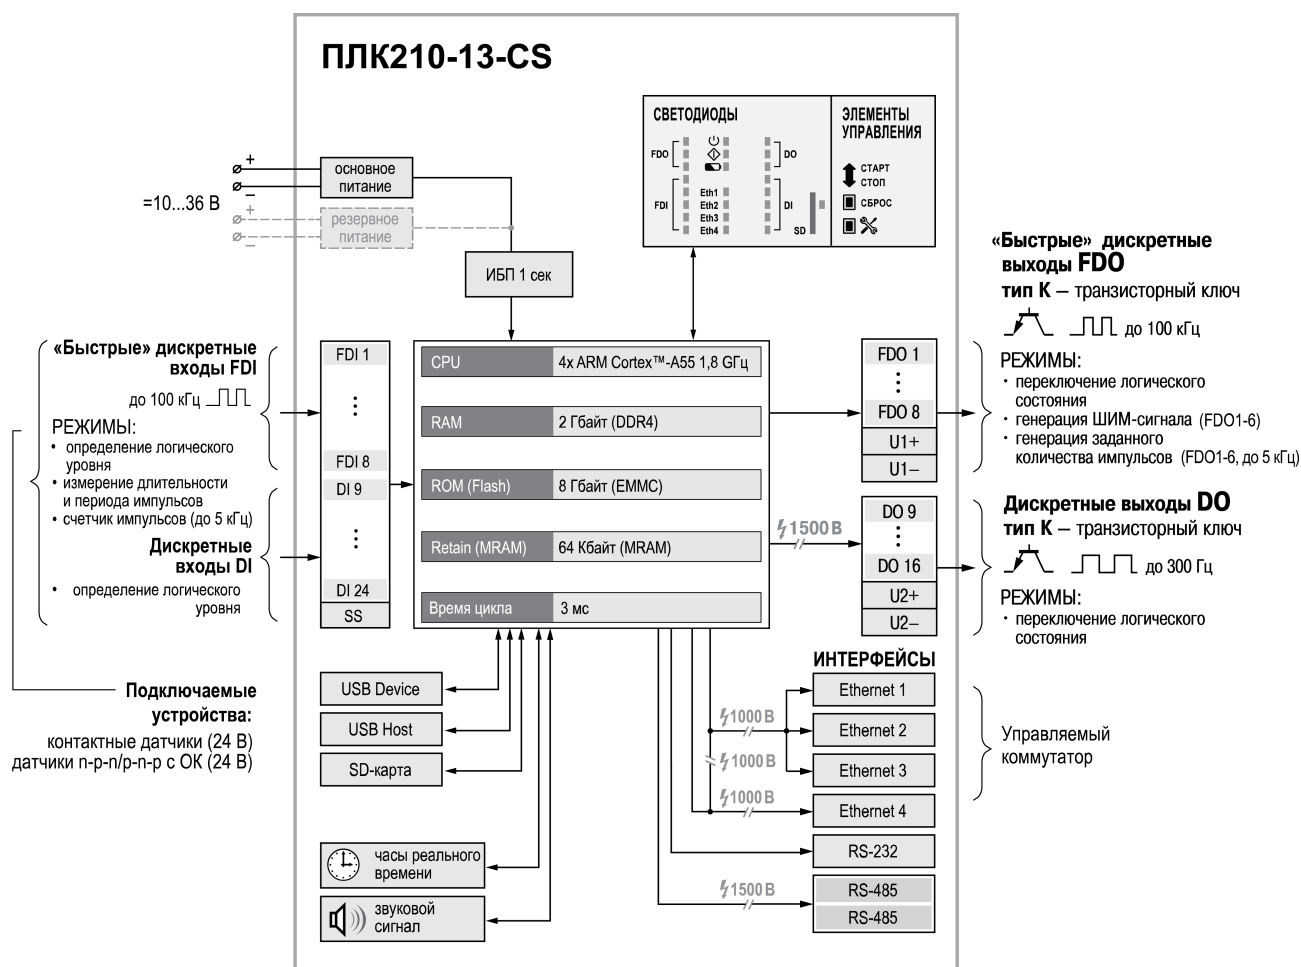 ПЛК210-13-CS
СВЕТОДИОДЫ
ЭЛЕМЕНТЫ
УПРАВЛЕНИЯ
FDO
DO
FDI
Eth1
Eth2
Eth3
Eth4
DI
SD
СТАРТ
СТОП
СБРОС
=10...36 В
+
−
+
−
основное
питание
резервное
питание
ИБП 1 сек
«Быстрые» дискретные
входы FDI
до 100 кГц
РЕЖИМЫ:
• определение логического
уровня
• измерение длительности
и периода импульсов
• счетчик импульсов (до 5 кГц)
Дискретные
входы DI
• определение логического
уровня
Подключаемые
устройства:
контактные датчики (24 В)
датчики n-p-n/p-n-p с ОК (24 В)
FDI 1
FDI 8
DI 9
DI 24
SS
CPU 4x ARM Cortex™-A55 1,8 GГц
RAM 2 Гбайт (DDR4)
ROM (Flash) 8 Гбайт (EMMC)
Retain (MRAM) 64 Кбайт (MRAM)
Время цикла 3 мс
FDO 1
FDO 8
U1+
U1−
1500 В
DO 9
DO 16
U2+
U2−
«Быстрые» дискретные
выходы FDO
тип К – транзисторный ключ
до 100 кГц
РЕЖИМЫ:
· переключение логического
состояния
· генерация ШИМ-сигнала (FDO1-6)
· генерация заданного
количества импульсов (FDO1-6, до 5 кГц)
Дискретные выходы DO
тип К – транзисторный ключ
до 300 Гц
РЕЖИМЫ:
· переключение логического
состояния
USB Device
USB Host
SD-карта
часы реального
времени
звуковой
сигнал
ИНТЕРФЕЙСЫ
Ethernet 1
1000 В
Ethernet 2
1000 В
Ethernet 3
1000 В
Ethernet 4
RS-232
1500 В
RS-485
RS-485
Управляемый
коммутатор